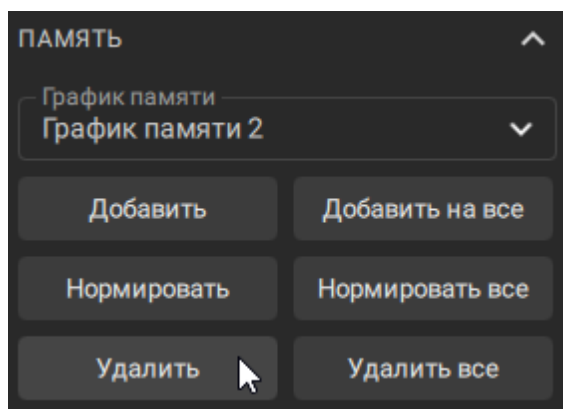 ПАМЯТЬ
График памяти
График памяти 2
Добавить
Добавить на все
Нормировать
Нормировать все
Удалить
Удалить все